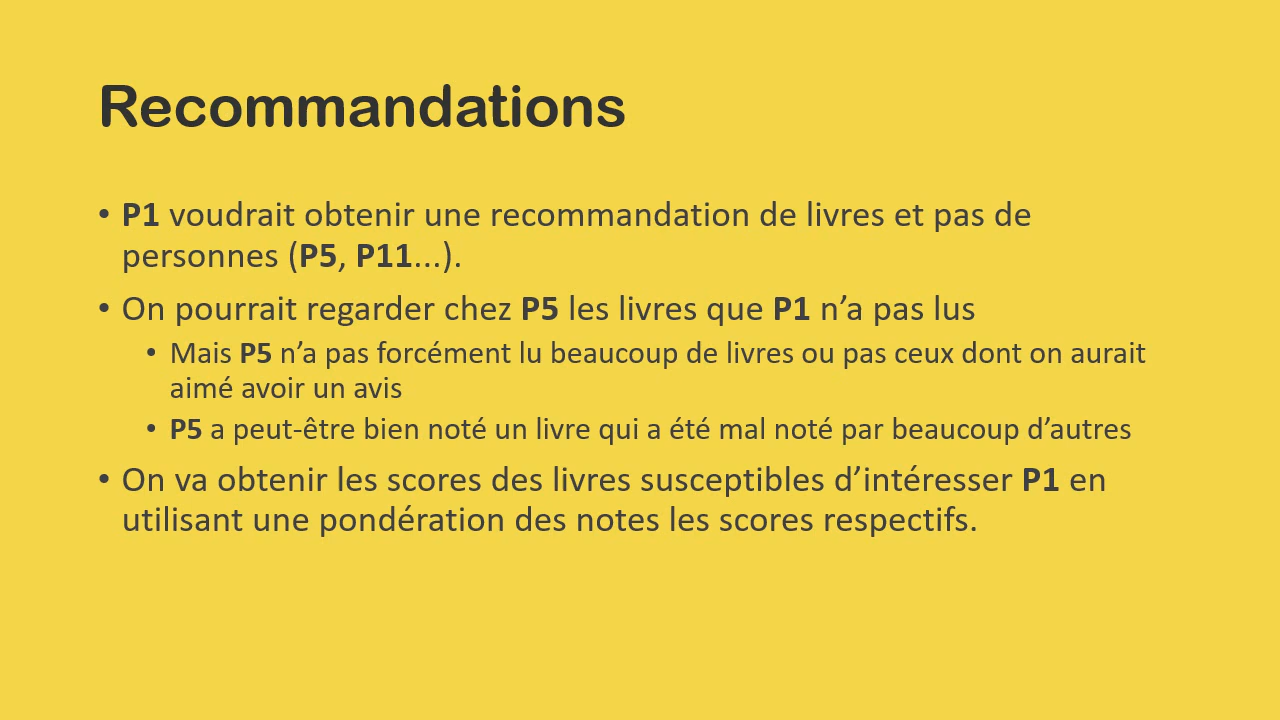 Recommandations
• P1 voudrait obtenir une recommandation de livres et pas de
personnes (P5, P11...).
• On pourrait regarder chez P5 les livres que P1 n’a pas lus
• Mais P5 n’a pas forcément lu beaucoup de livres ou pas ceux dont on aurait
aimé avoir un avis
• P5 a peut-être bien noté un livre qui a été mal noté par beaucoup d’autres
• On va obtenir les scores des livres susceptibles d’intéresser P1 en
utilisant une pondération des notes les scores respectifs.